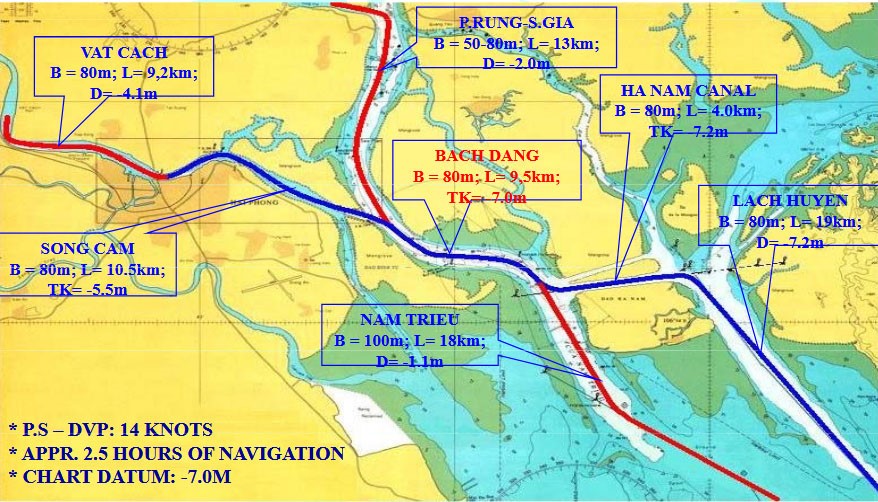 P.RUNG-S.GIA
B = 50-80m; L= 13km;
D= -2.0m
VAT CACH
B = 80m; L= 9,2km;
D= -4.1m
HA NAM CANAL
B = 80m; L= 4.0km;
TK= -7.2m
BACH DANG
B = 80m; L= 9,5km;
TK= -7.0m
LACH HUYEN
B = 80m; L= 19km;
D= -7.2m
HAI PHONG
SONG CAM
B = 80m; L= 10.5km;
TK= -5.5m
DAO HA NAM
NAM TRIEU
B = 100m; L= 18km;
D= -1.1m
* P.S – DVP: 14 KNOTS
* APPR. 2.5 HOURS OF NAVIGATION
* CHART DATUM: -7.0M